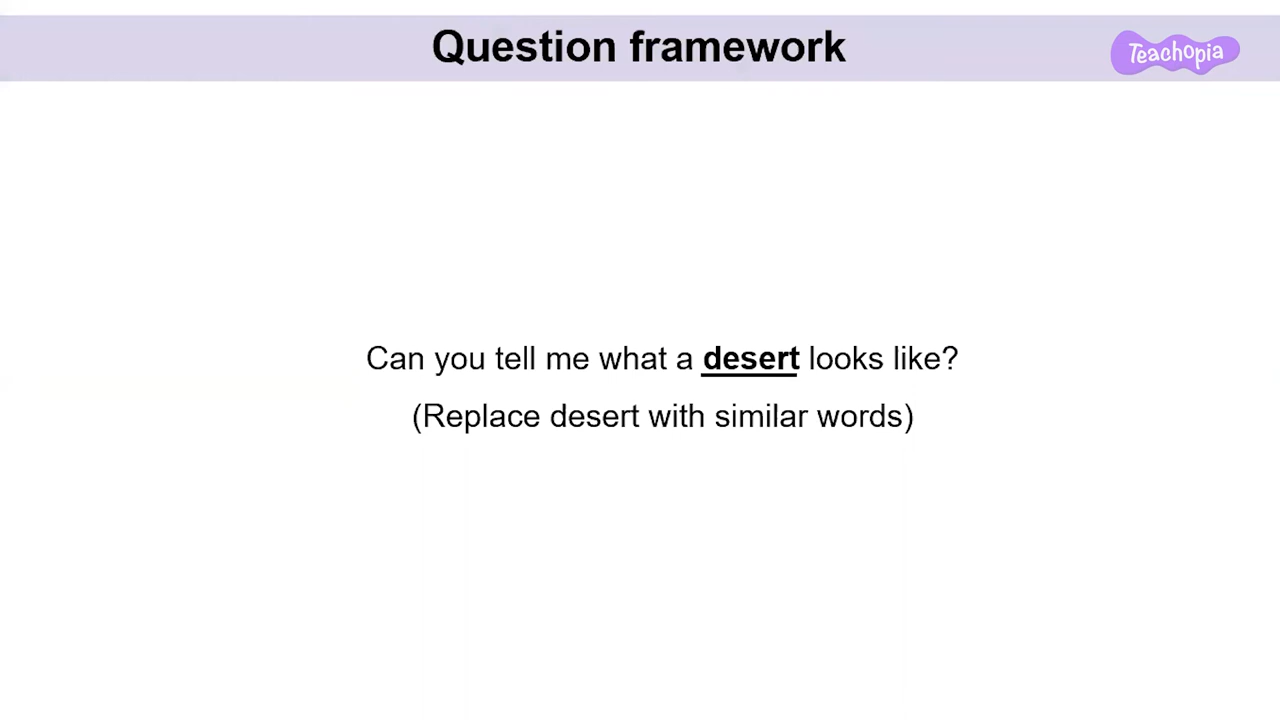 Question framework
Teachopia
Can you tell me what a desert looks like?
(Replace desert with similar words)